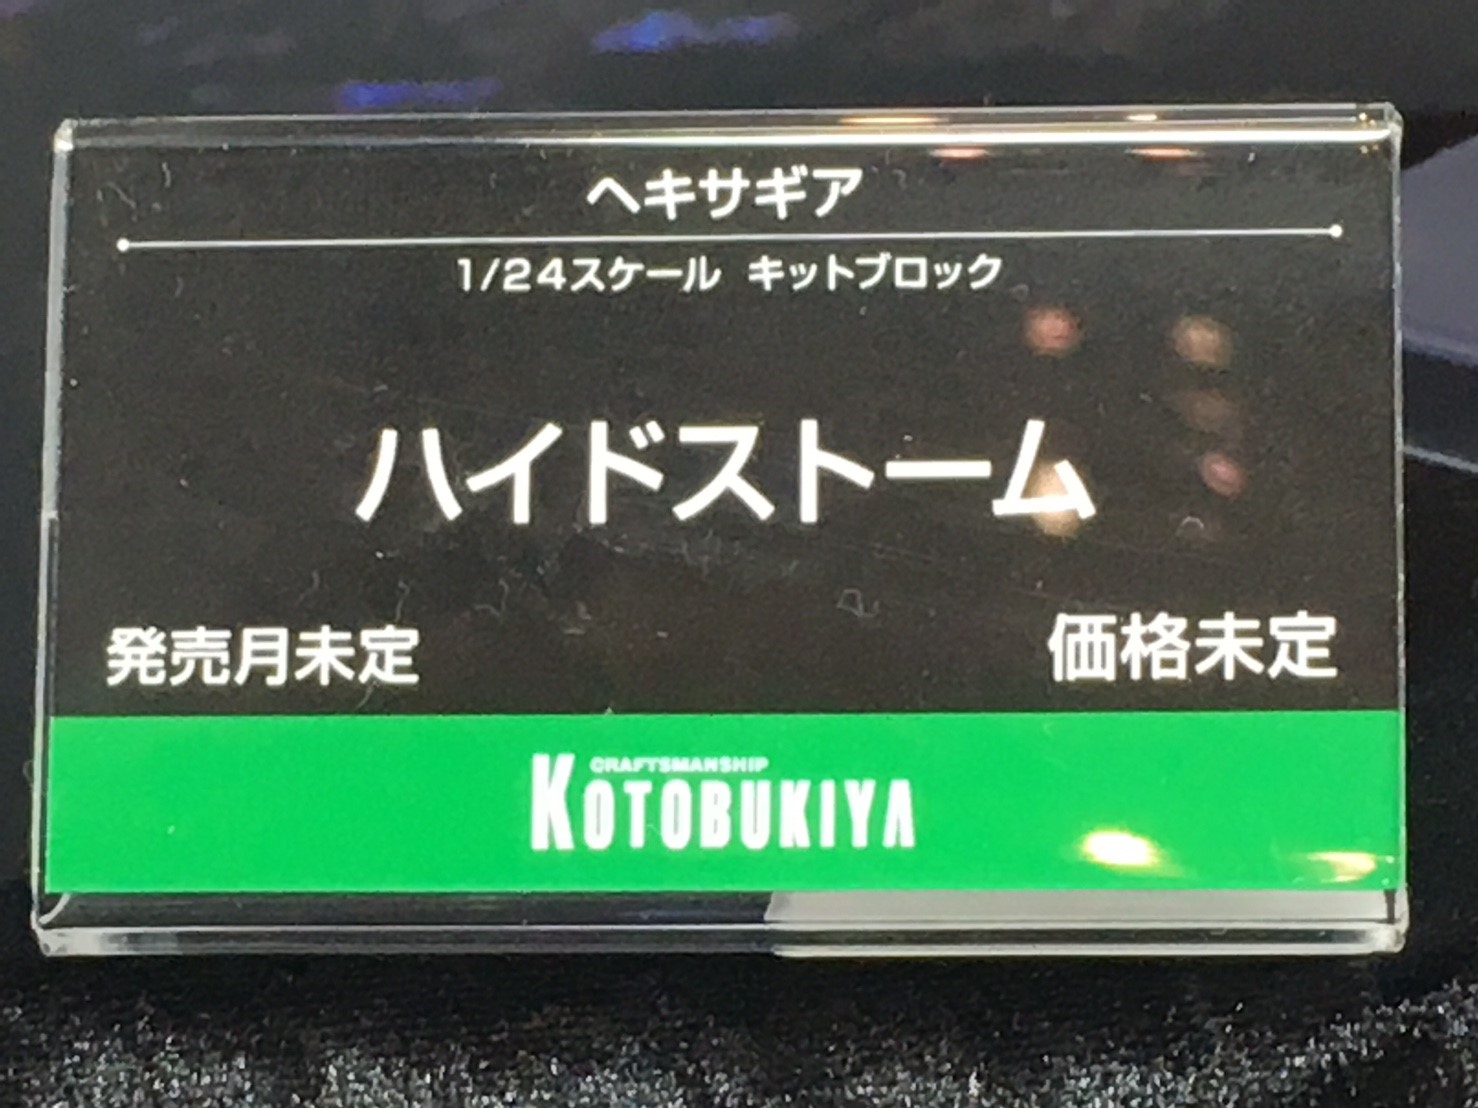 ヘキサギア
1/24スケール キットブロック
ハイドストーム
発売月未定 価格未定
CRAFTSMANSHIP
KOTOBUKIYA